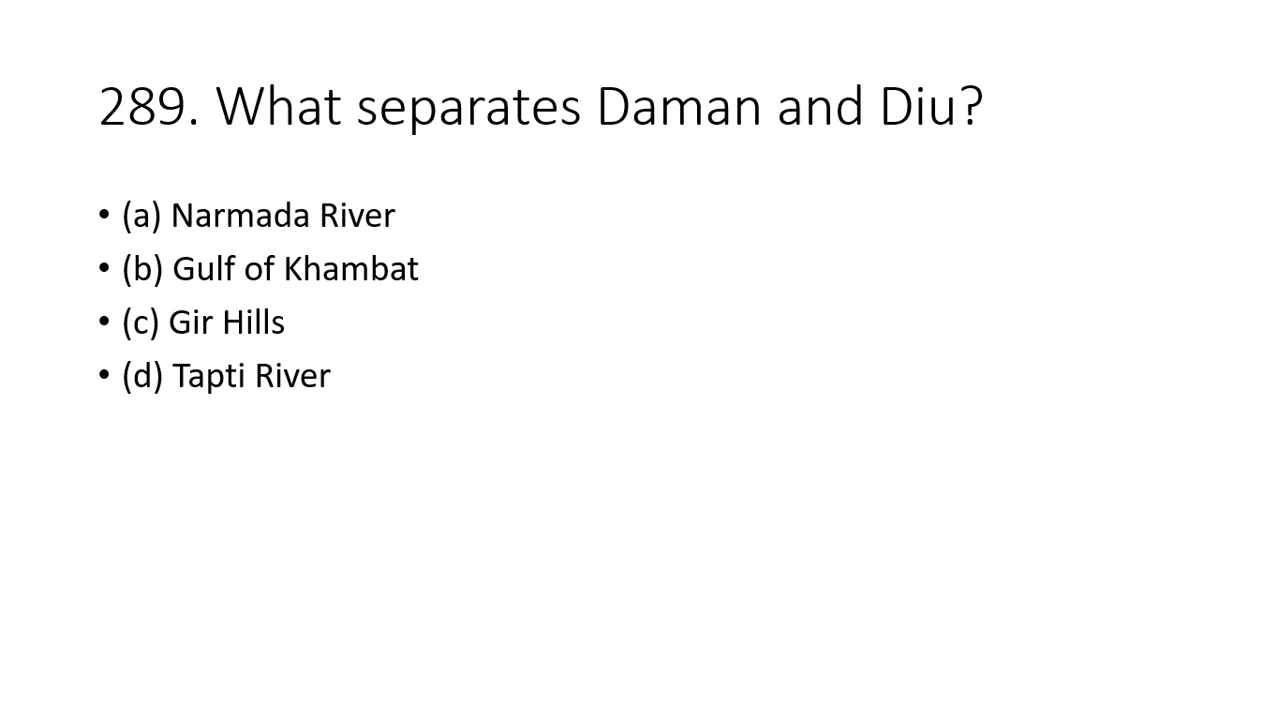 289. What separates Daman and Diu?
• (a) Narmada River
• (b) Gulf of Khambat
• (c) Gir Hills
• (d) Tapti River